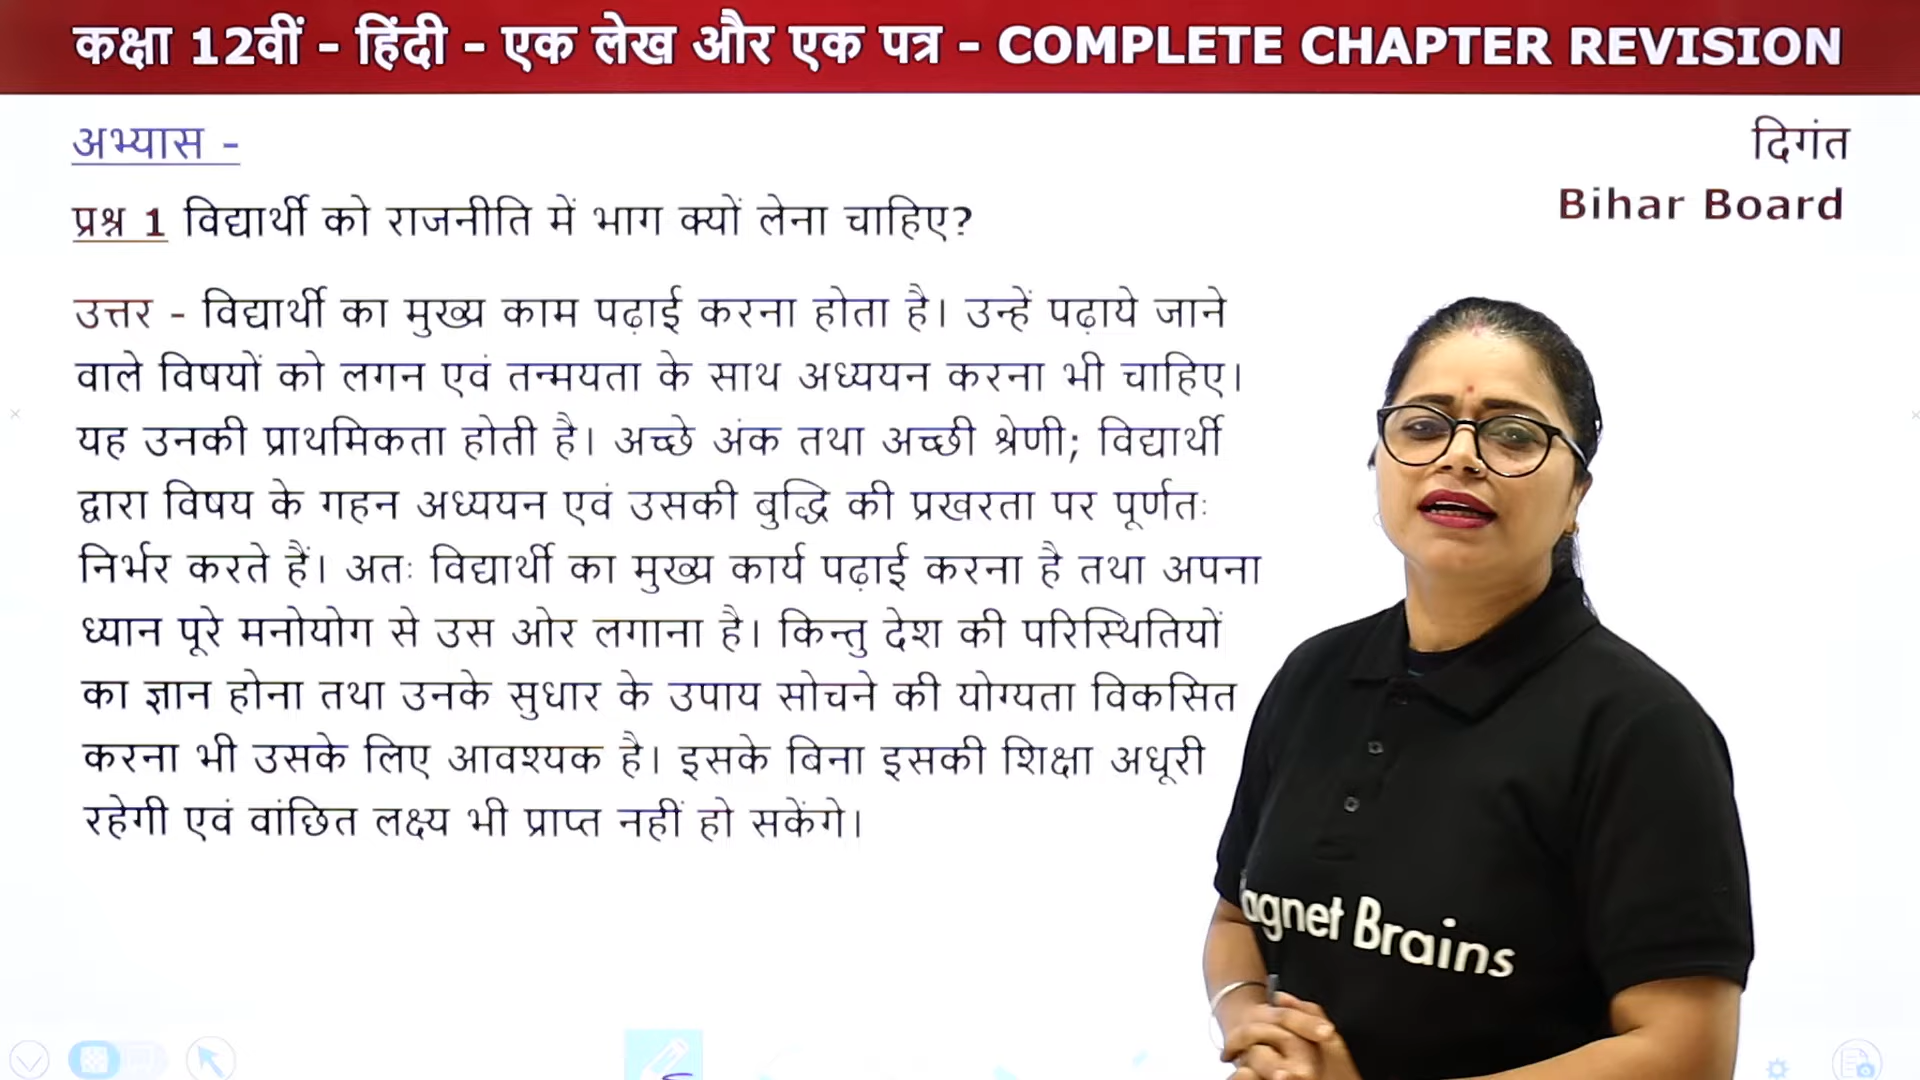 कक्षा 12वीं - हिंदी - एक लेख और एक पत्र - COMPLETE CHAPTER REVISION
अभ्यास -
दिगंत
Bihar Board
प्रश्न 1 विद्यार्थी को राजनीति में भाग क्यों लेना चाहिए?
उत्तर - विद्यार्थी का मुख्य काम पढ़ाई करना होता है। उन्हें पढ़ाये जाने
वाले विषयों को लगन एवं तन्मयता के साथ अध्ययन करना भी चाहिए।
यह उनकी प्राथमिकता होती है। अच्छे अंक तथा अच्छी श्रेणी; विद्यार्थी
द्वारा विषय के गहन अध्ययन एवं उसकी बुद्धि की प्रखरता पर पूर्णतः
निर्भर करते हैं। अतः विद्यार्थी का मुख्य कार्य पढ़ाई करना है तथा अपना
ध्यान पूरे मनोयोग से उस ओर लगाना है। किन्तु देश की परिस्थितियों
का ज्ञान होना तथा उनके सुधार के उपाय सोचने की योग्यता विकसित
करना भी उसके लिए आवश्यक है। इसके बिना इसकी शिक्षा अधूरी
रहेगी एवं वांछित लक्ष्य भी प्राप्त नहीं हो सकेंगे।
agnet Brains